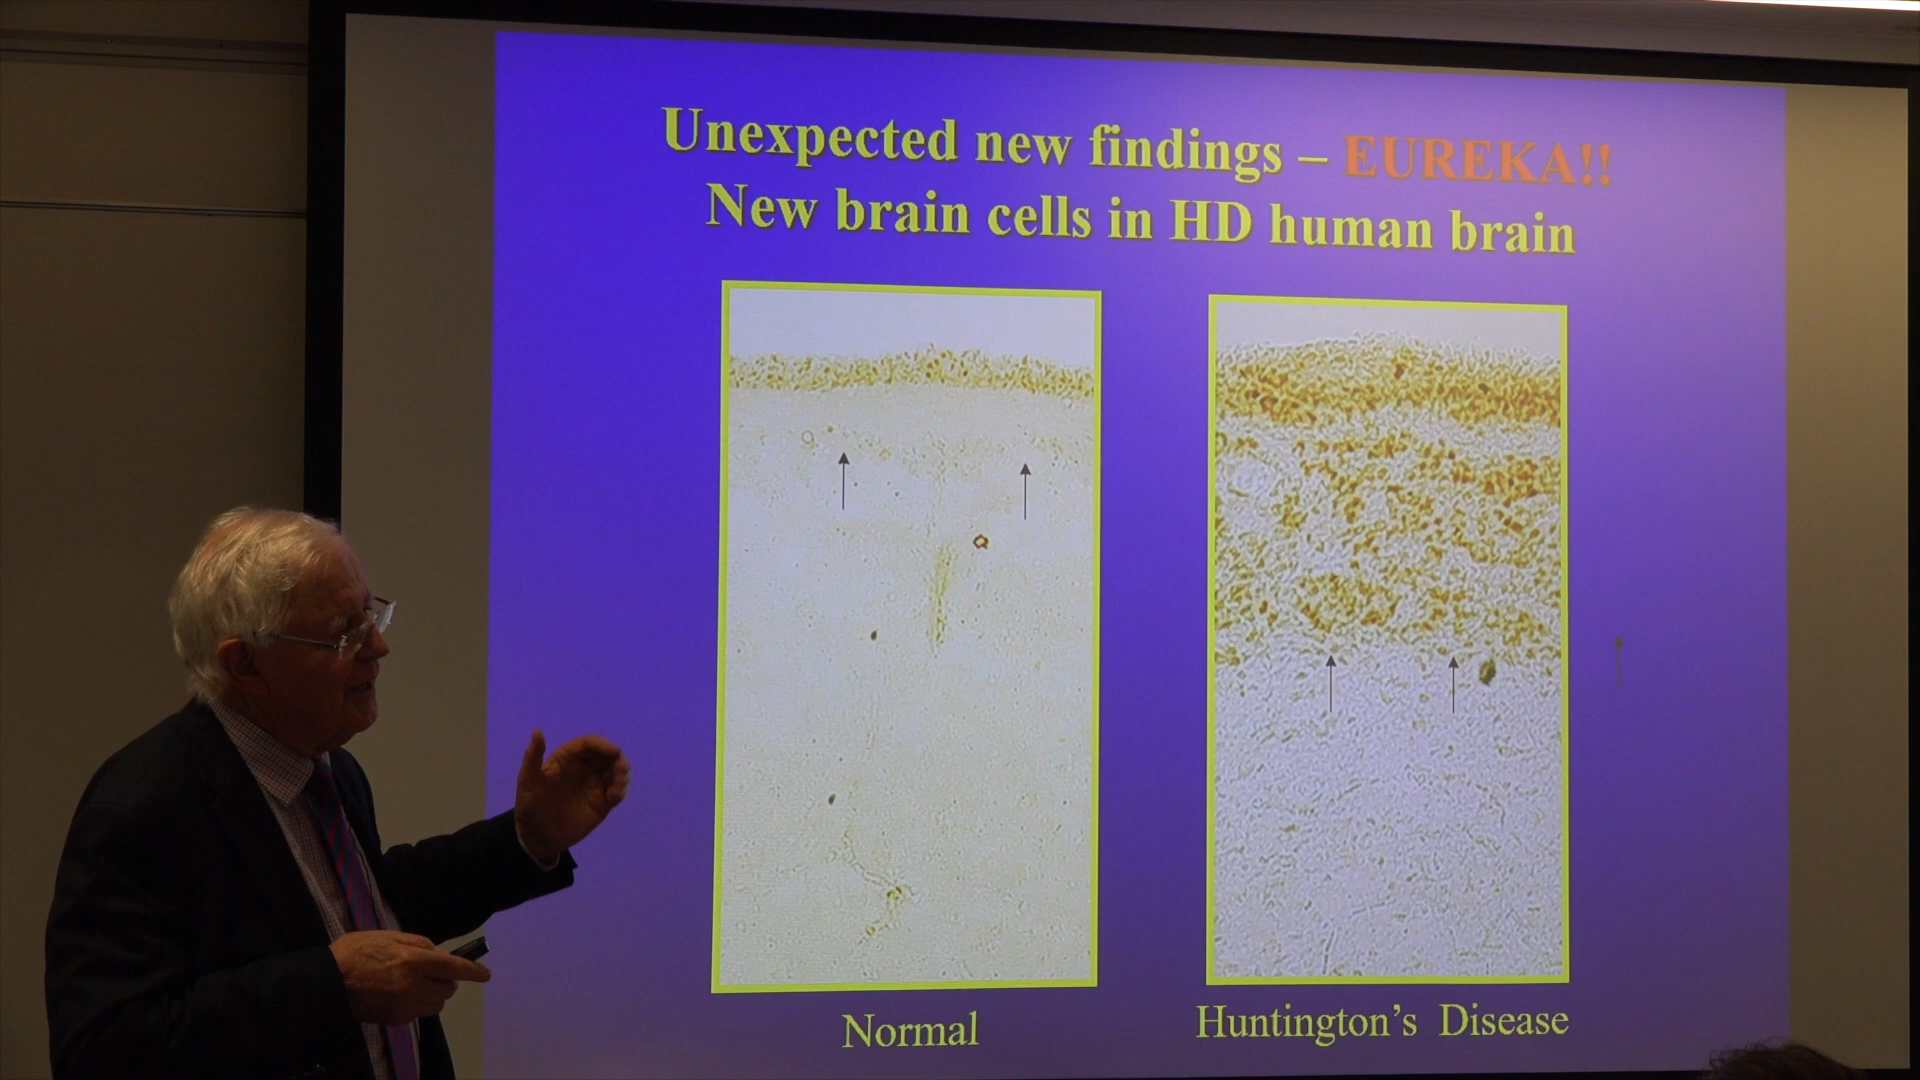 Unexpected new findings – EUREKA!!
New brain cells in HD human brain
Normal
Huntington’s Disease